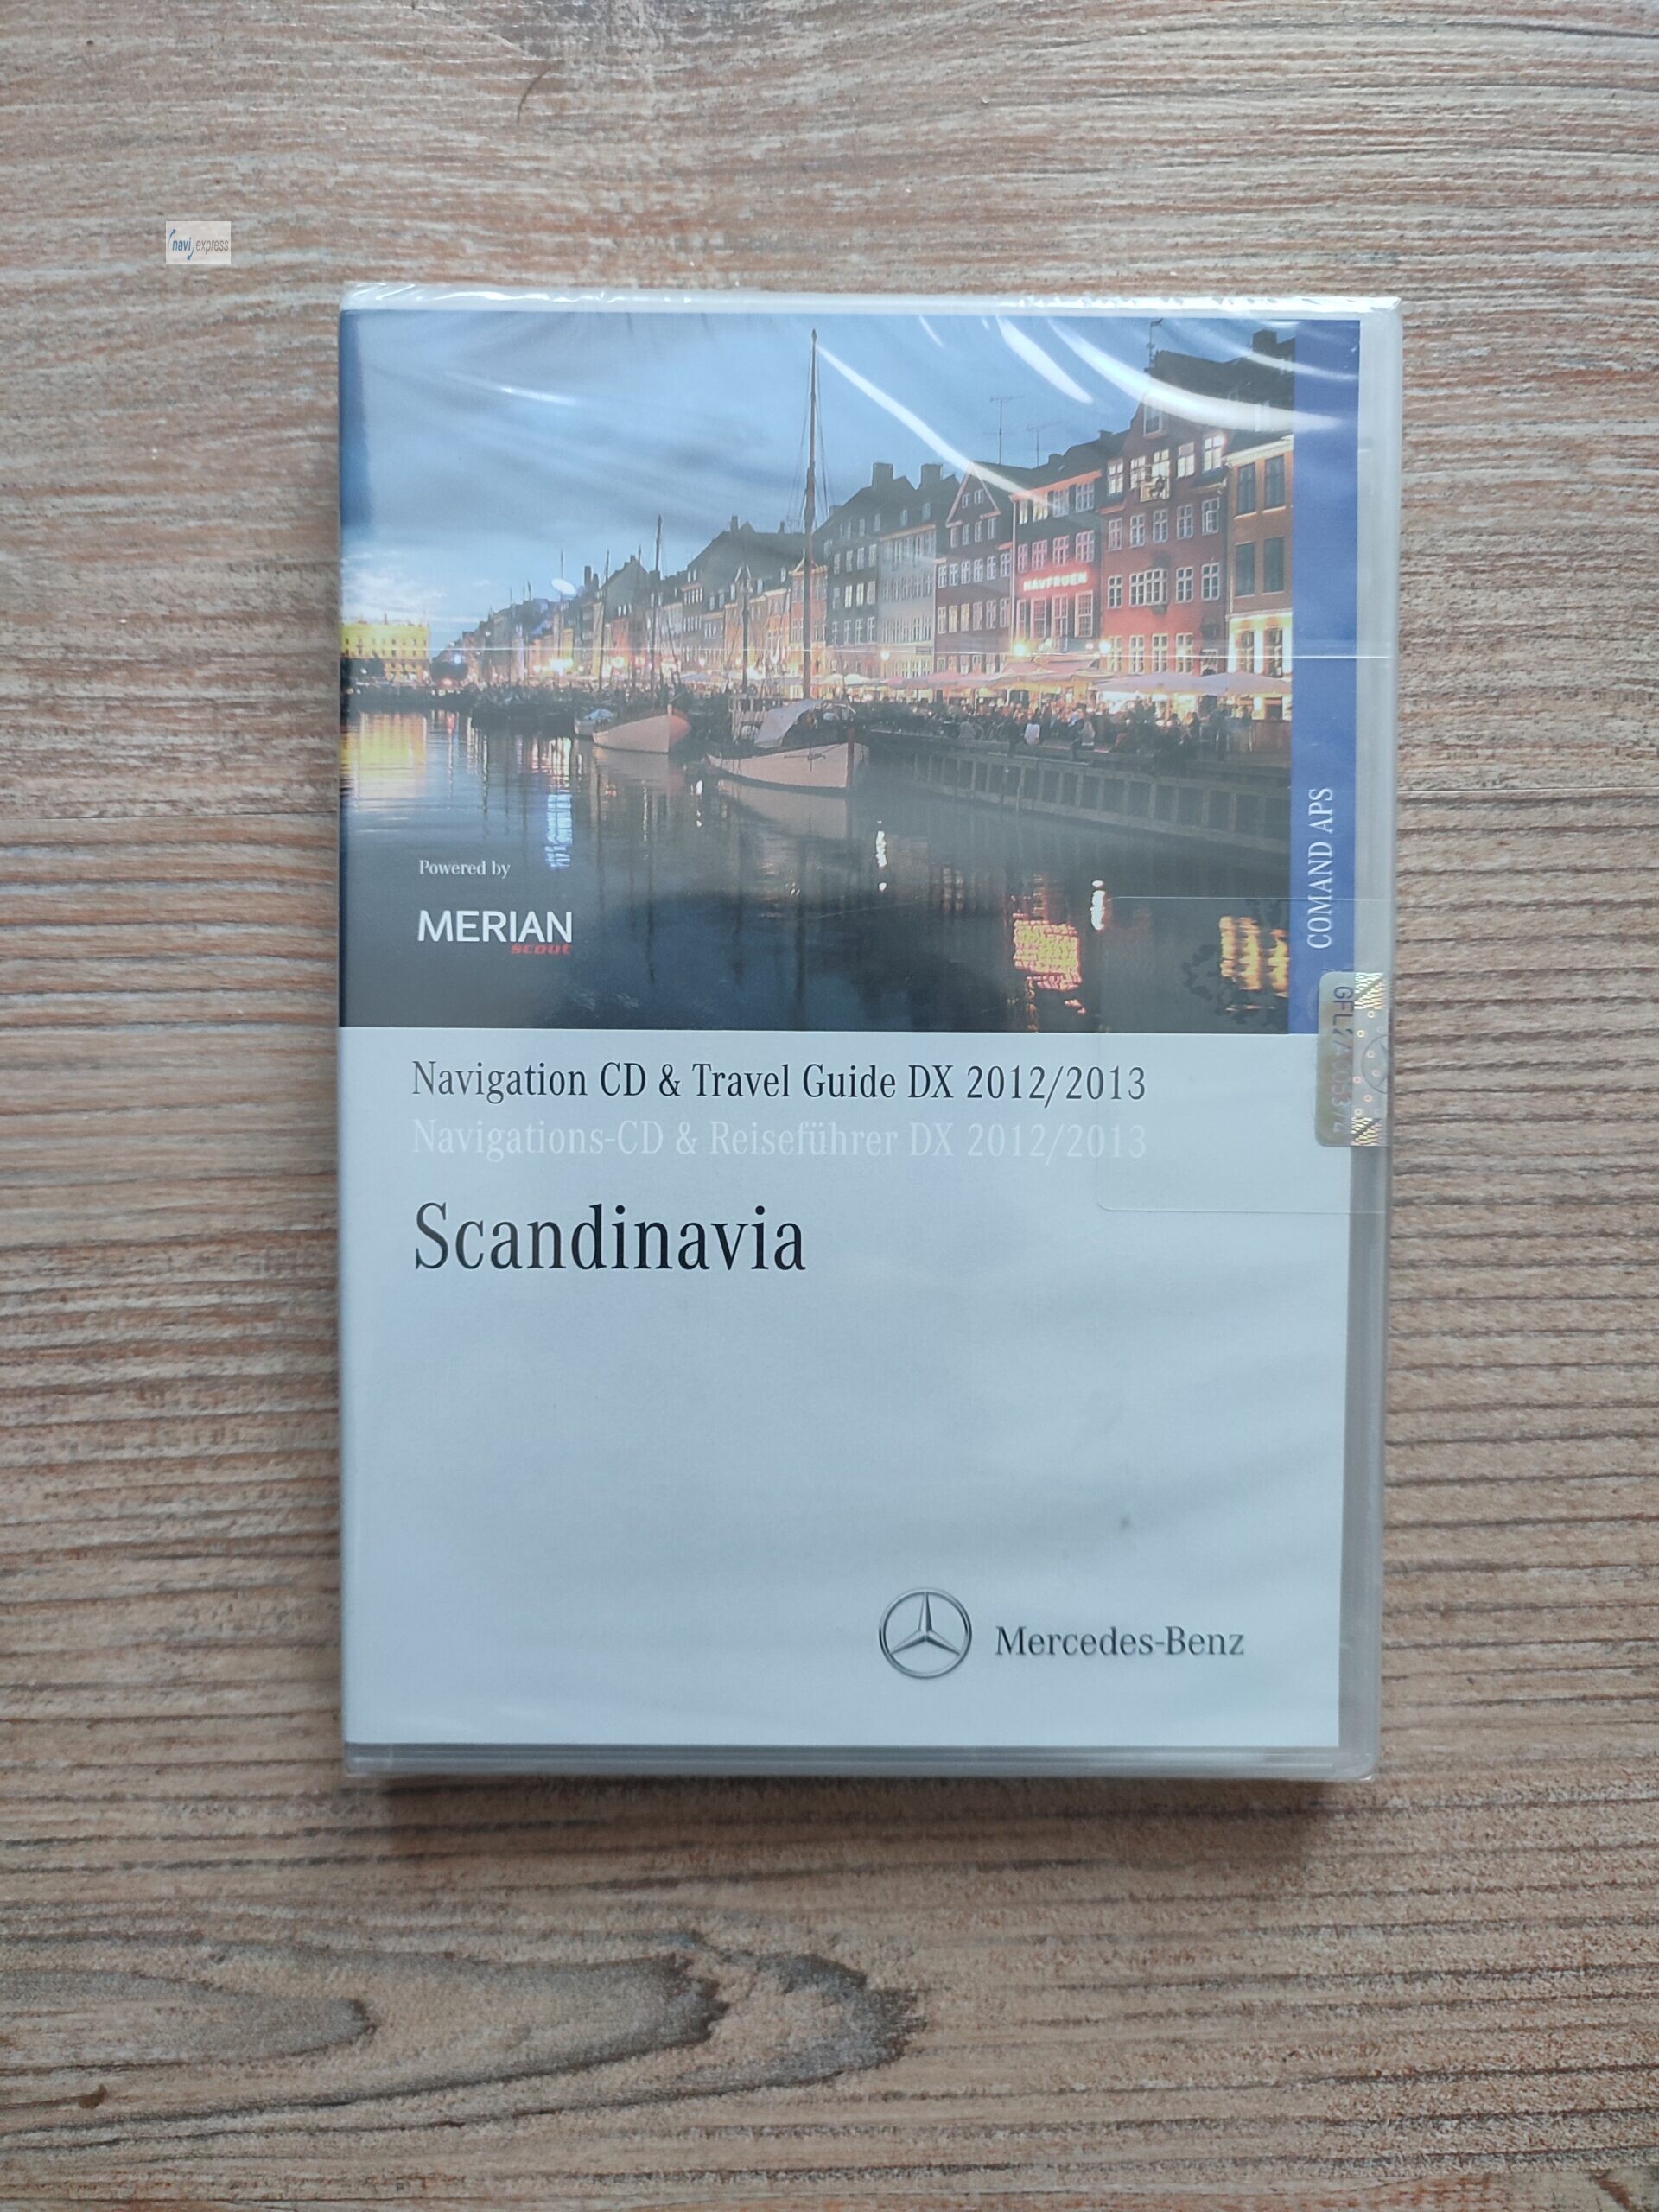 navi express
HAVFRUEN
Powered by
MERIAN
scout
COMAND APS
Navigation CD & Travel Guide DX 2012/2013
Navigations-CD & Reiseführer DX 2012/2013
Scandinavia
Mercedes-Benz